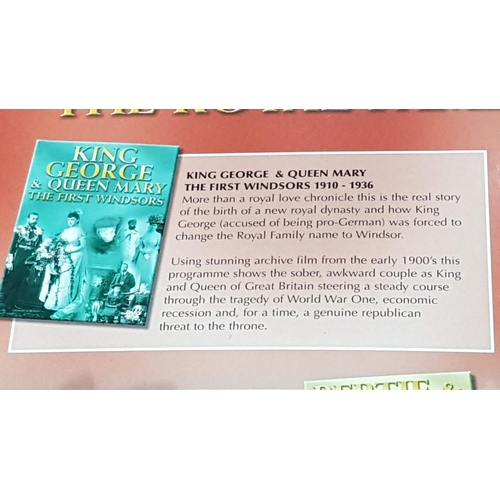 KING
GEORGE
& QUEEN MARY
THE FIRST WINDSORS
KING GEORGE & QUEEN MARY
THE FIRST WINDSORS 1910 - 1936
More than a royal love chronicle this is the real story
of the birth of a new royal dynasty and how King
George (accused of being pro-German) was forced to
change the Royal Family name to Windsor.
Using stunning archive film from the early 1900's this
programme shows the sober, awkward couple as King
and Queen of Great Britain steering a steady course
through the tragedy of World War One, economic
recession and, for a time, a genuine republican
threat to the throne.